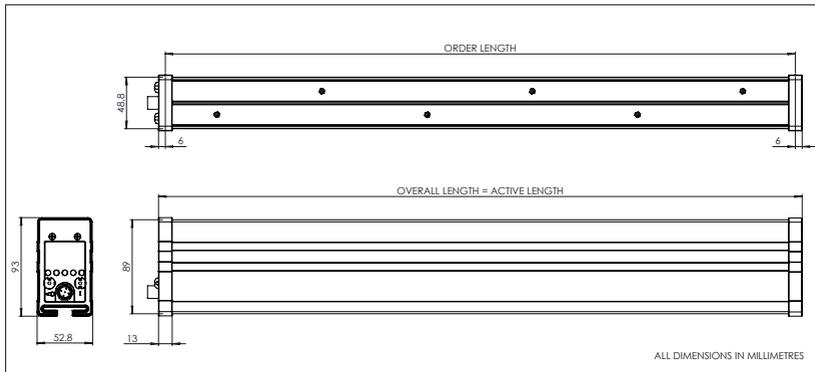 ORDER LENGTH
48.8
6
6
OVERALL LENGTH = ACTIVE LENGTH
93
89
52.8
13
ALL DIMENSIONS IN MILLIMETRES